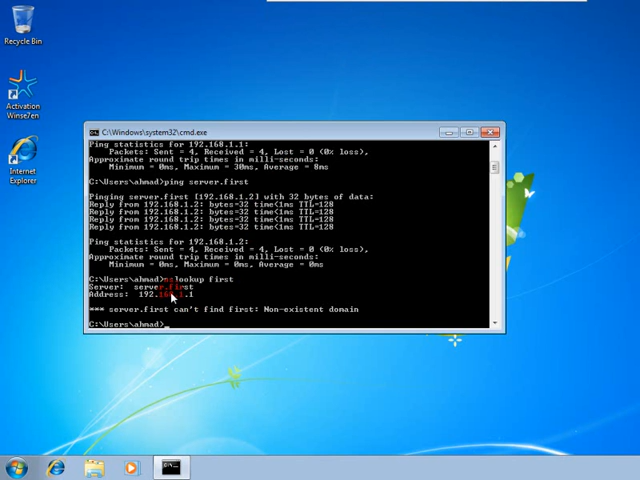 Recycle Bin
Activation
Winse7en
Internet
Explorer
C:\Windows\system32\cmd.exe
Ping statistics for 192.168.1.1:
Packets: Sent = 4, Received = 4, Lost = 0 (0% loss),
Approximate round trip times in milli-seconds:
Minimum = 0ms, Maximum = 30ms, Average = 8ms
C:\Users\ahmad>ping server.first
Pinging server.first [192.168.1.2] with 32 bytes of data:
Reply from 192.168.1.2: bytes=32 time<1ms TTL=128
Reply from 192.168.1.2: bytes=32 time<1ms TTL=128
Reply from 192.168.1.2: bytes=32 time<1ms TTL=128
Reply from 192.168.1.2: bytes=32 time<1ms TTL=128
Ping statistics for 192.168.1.2:
Packets: Sent = 4, Received = 4, Lost = 0 (0% loss),
Approximate round trip times in milli-seconds:
Minimum = 0ms, Maximum = 0ms, Average = 0ms
C:\Users\ahmad>nslookup first
Server: server.first
Address: 192.168.1.1
*** server.first can't find first: Non-existent domain
C:\Users\ahmad>_